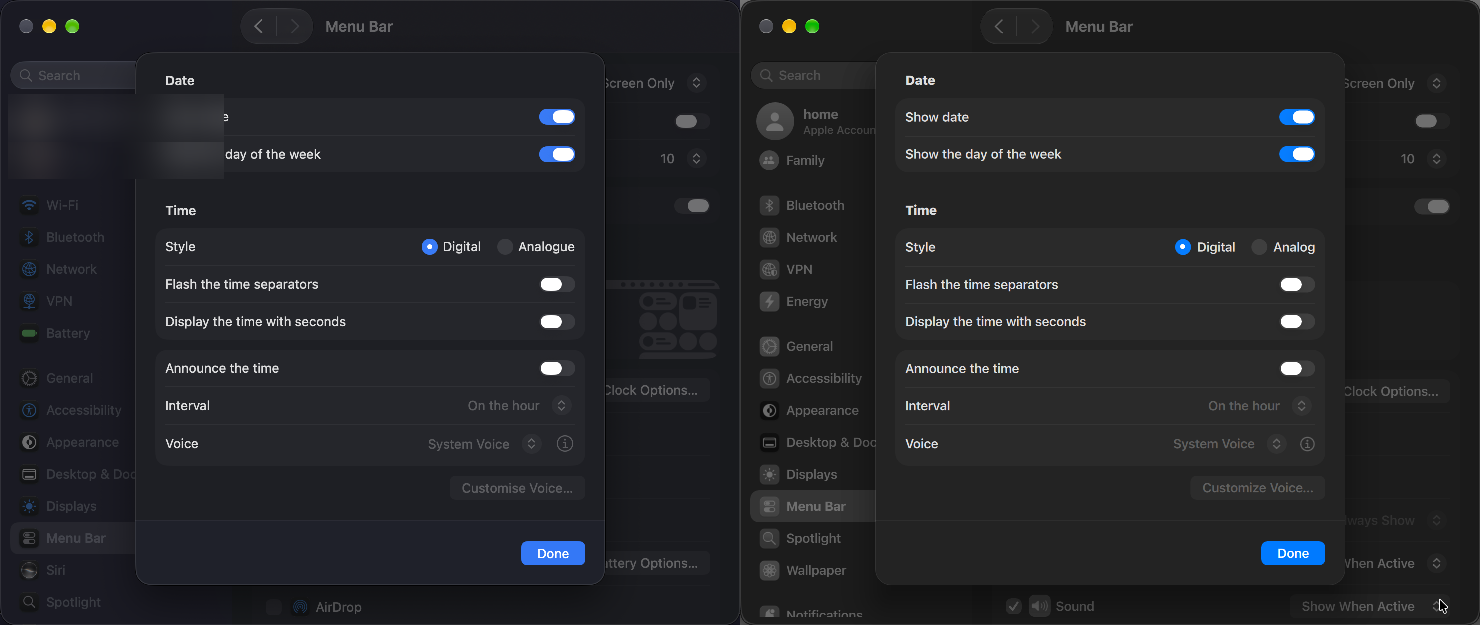 Menu Bar
Search
Date
Screen Only
e
day of the week
10
Wi-Fi
Bluetooth
Network
VPN
Battery
General
Accessibility
Appearance
Desktop & Doc
Displays
Menu Bar
Siri
Spotlight
Time
Style
Digital
Analogue
Flash the time separators
Display the time with seconds
Announce the time
Interval
On the hour
Voice
System Voice
Customise Voice...
Done
Clock Options...
ttery Options...
AirDrop
Menu Bar
Search
home
Apple Accoun
Family
Bluetooth
Network
VPN
Energy
General
Accessibility
Appearance
Desktop & Doc
Displays
Menu Bar
Spotlight
Wallpaper
Notifications
Date
Show date
Show the day of the week
Time
Style
Digital
Analog
Flash the time separators
Display the time with seconds
Announce the time
Interval
On the hour
Voice
System Voice
Customize Voice...
Done
Screen Only
10
Clock Options...
lways Show
When Active
Sound
Show When Active